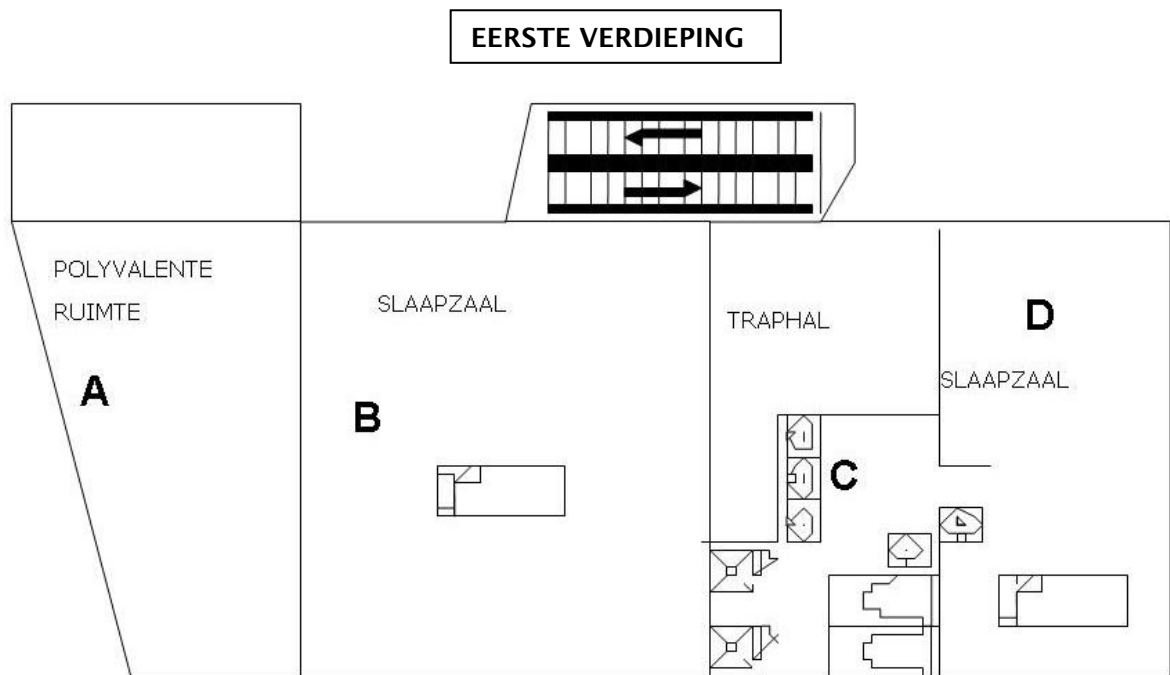 EERSTE VERDIEPING
POLYVALENTE
RUIMTE
A
SLAAPZAAL
B
TRAPHAL
C
D
SLAAPZAAL